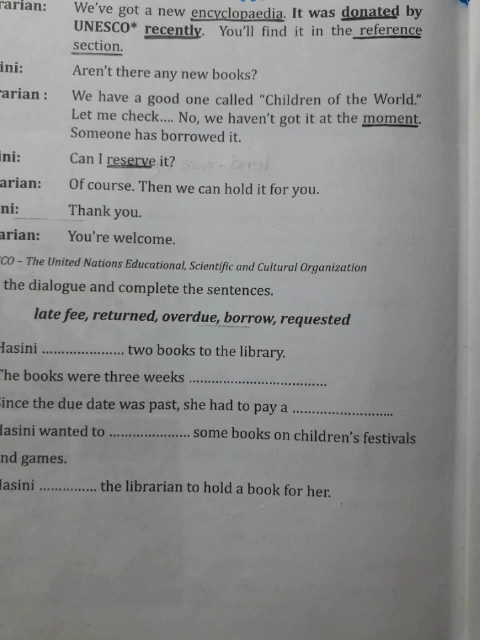 rarian: We've got a new encyclopaedia. It was donated by
UNESCO* recently. You'll find it in the reference
section.
ini: Aren't there any new books?
rarian : We have a good one called "Children of the World."
Let me check.... No, we haven't got it at the moment.
Someone has borrowed it.
ini: Can I reserve it?
arian: Of course. Then we can hold it for you.
ni: Thank you.
arian: You're welcome.
CO – The United Nations Educational, Scientific and Cultural Organization
the dialogue and complete the sentences.
late fee, returned, overdue, borrow, requested
Hasini ..................... two books to the library.
The books were three weeks ...................................
Since the due date was past, she had to pay a .........................
Hasini wanted to .................... some books on children's festivals
nd games.
Hasini ............... the librarian to hold a book for her.